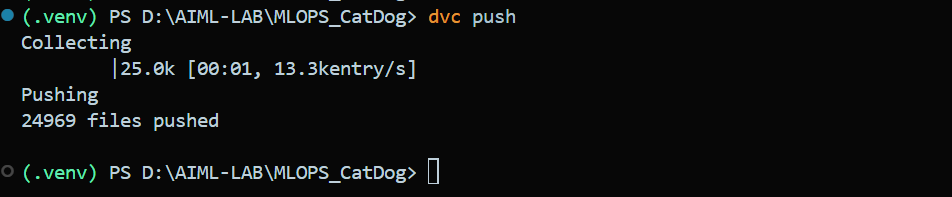 (.venv) PS D:\AIML-LAB\MLOPS_CatDog> dvc push
Collecting
|25.0k [00:01, 13.3kentry/s]
Pushing
24969 files pushed
(.venv) PS D:\AIML-LAB\MLOPS_CatDog>